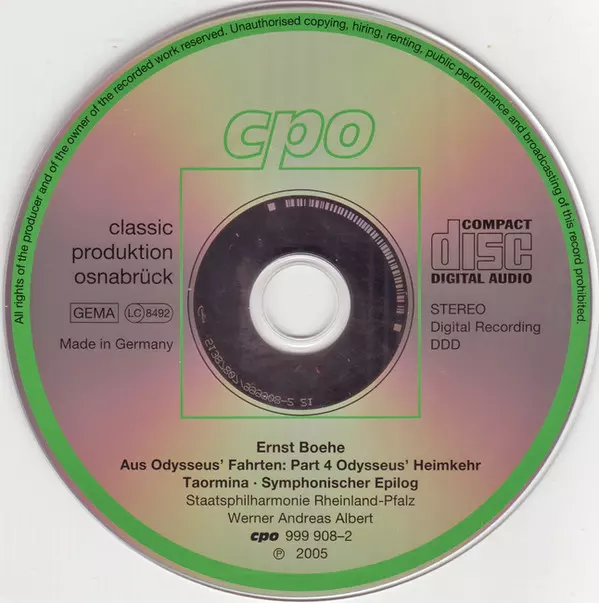 All rights of the producer and of the owner of the recorded work reserved. Unauthorised copying, hiring, renting, public performance and broadcasting of this record prohibited.
cpo
classic
produktion
osnabrück
GEMA LC 8492
Made in Germany
COMPACT
disc
DIGITAL AUDIO
STEREO
Digital Recording
DDD
Ernst Boehe
Aus Odysseus' Fahrten: Part 4 Odysseus' Heimkehr
Taormina · Symphonischer Epilog
Staatsphilharmonie Rheinland-Pfalz
Werner Andreas Albert
cpo 999 908–2
℗ 2005